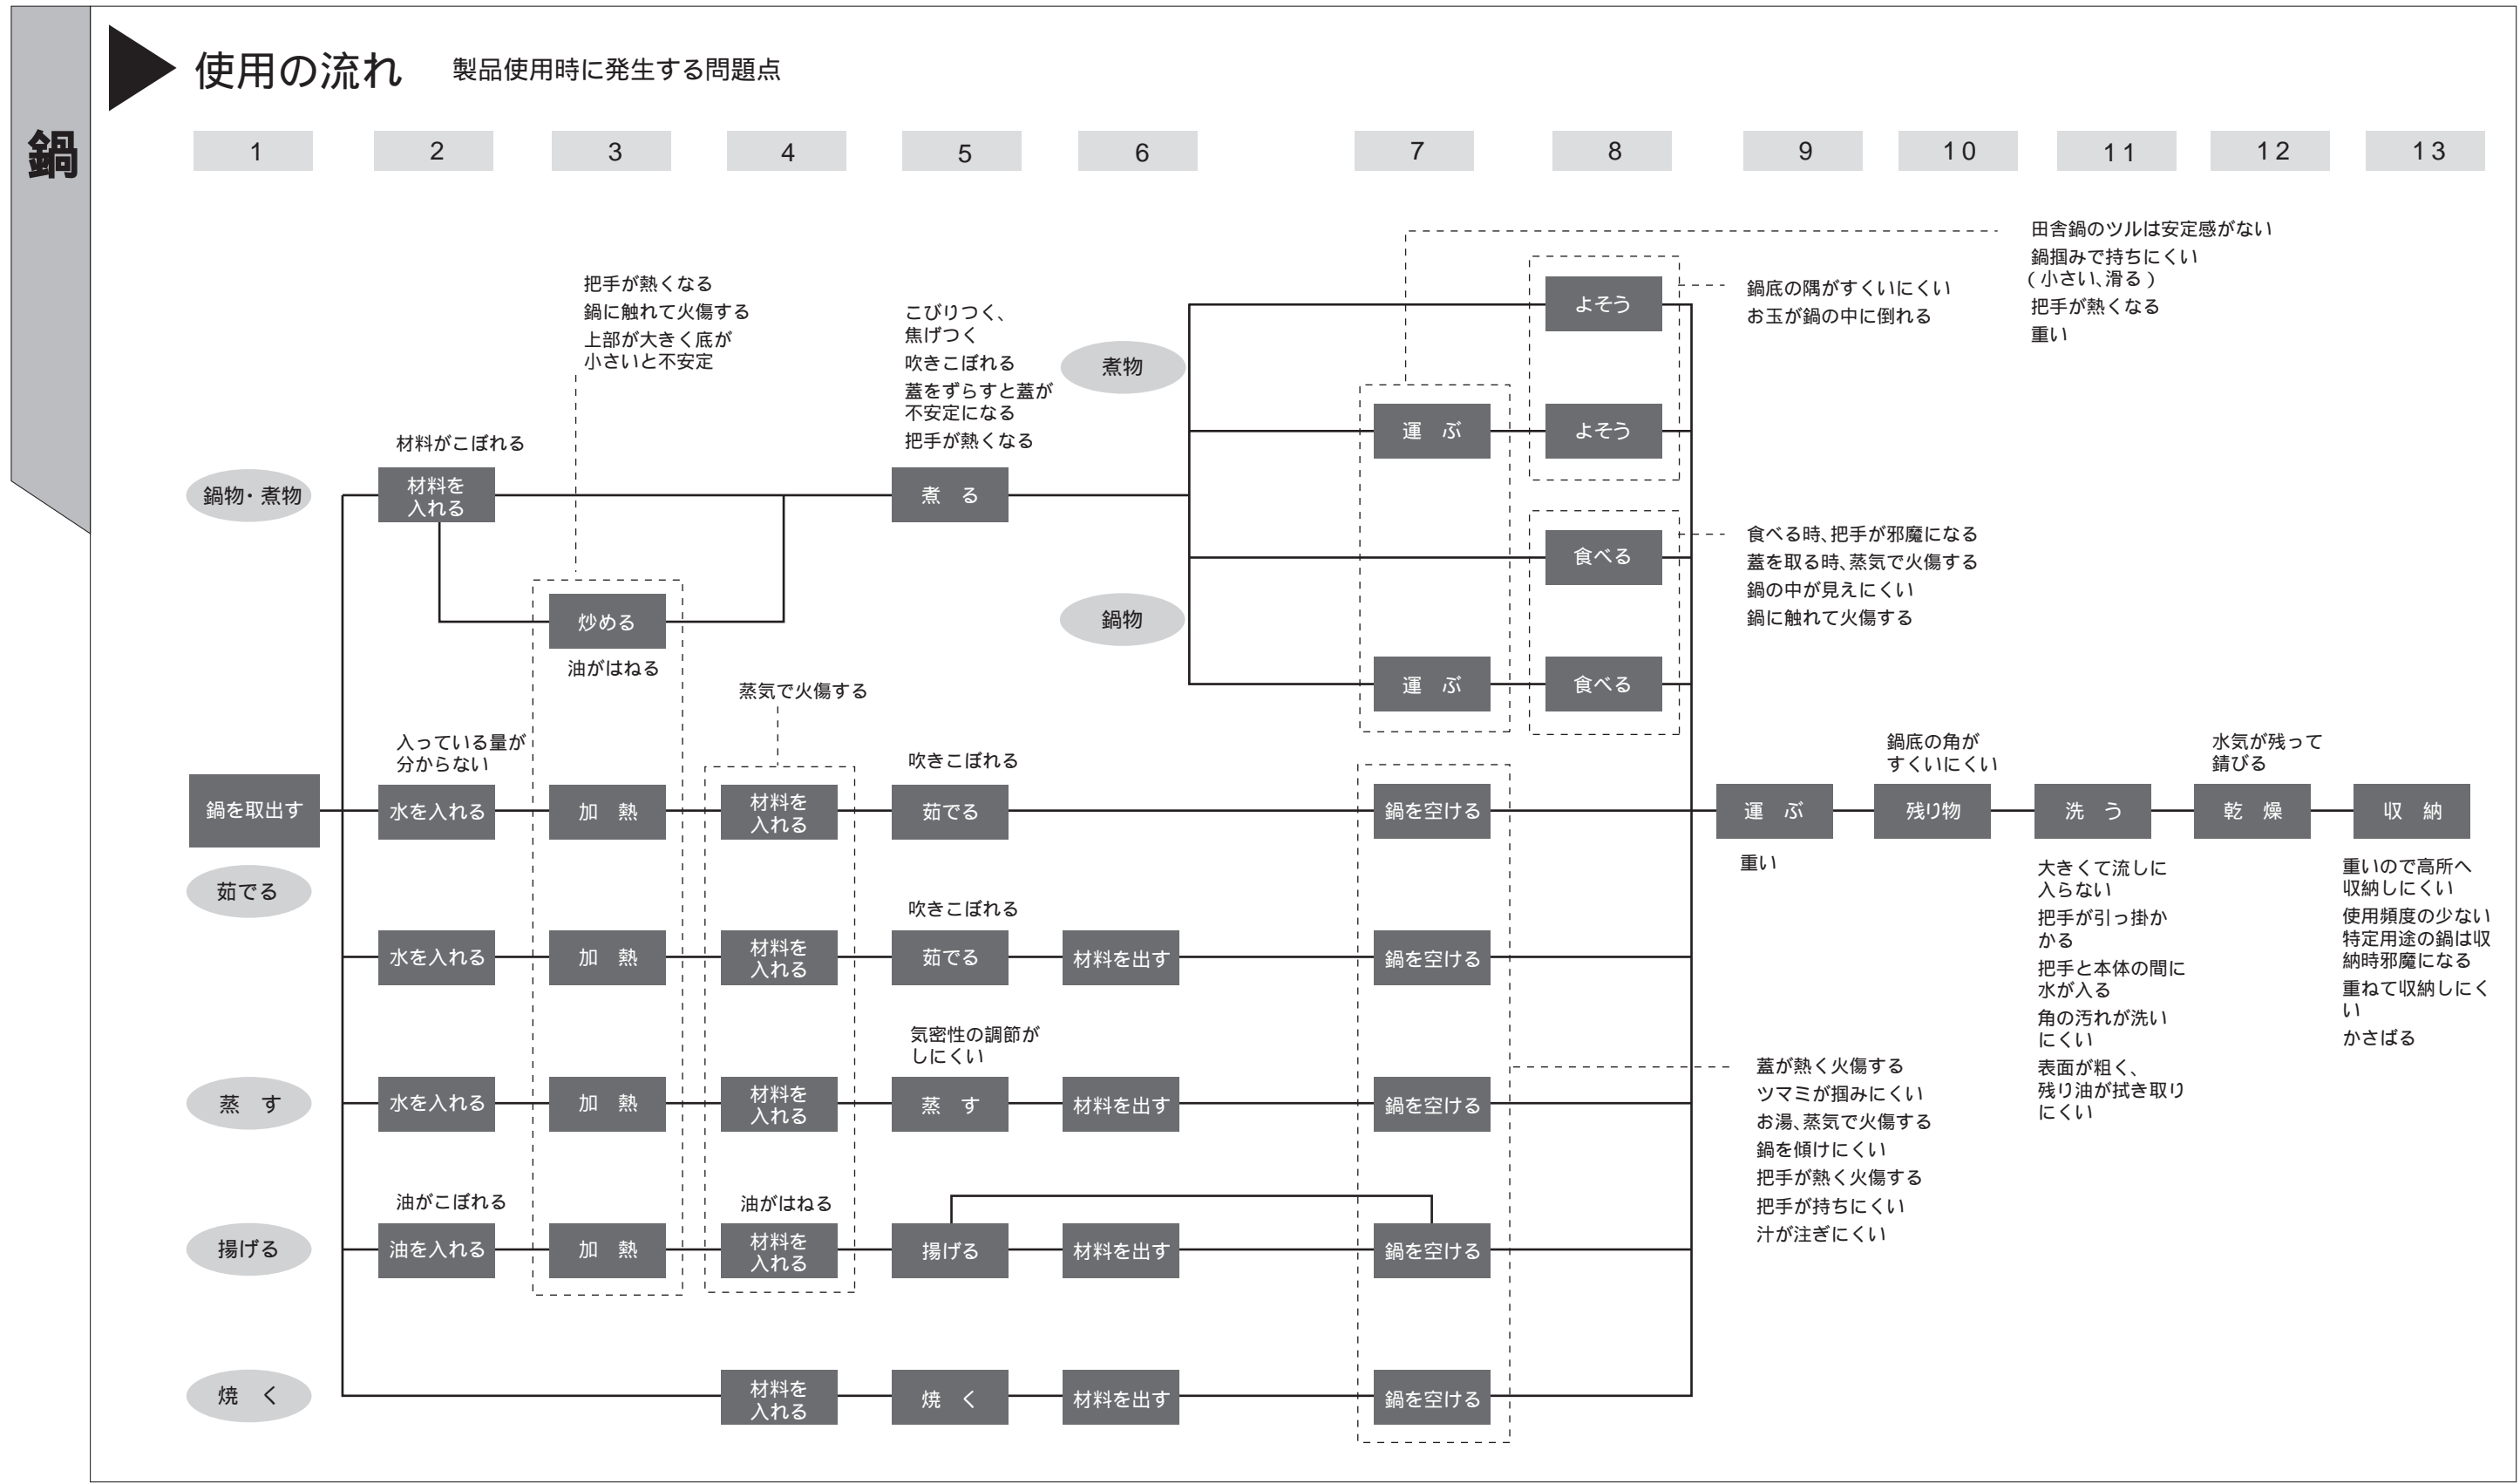 鍋
使用の流れ
製品使用時に発生する問題点
1
2
3
4
5
6
7
8
9
10
11
12
13
田舎鍋のツルは安定感がない
鍋掴みで持ちにくい
(小さい、滑る)
把手が熱くなる
重い
把手が熱くなる
鍋に触れて火傷する
上部が大きく底が
小さいと不安定
こびりつく、
焦げつく
吹きこぼれる
蓋をずらすと蓋が
不安定になる
把手が熱くなる
煮物
よそう
鍋底の隅がすくいにくい
お玉が鍋の中に倒れる
運 ぶ
よそう
材料がこぼれる
鍋物・煮物
材料を
入れる
煮 る
食べる
食べる時、把手が邪魔になる
蓋を取る時、蒸気で火傷する
鍋の中が見えにくい
鍋に触れて火傷する
炒める
油がはねる
鍋物
運 ぶ
食べる
蒸気で火傷する
入っている量が
分からない
吹きこぼれる
鍋底の角が
すくいにくい
水気が残って
錆びる
鍋を取出す
水を入れる
加 熱
材料を
入れる
茹でる
鍋を空ける
運 ぶ
残り物
洗 う
乾 燥
収 納
重い
大きくて流しに
入らない
把手が引っ掛か
かる
把手と本体の間に
水が入る
角の汚れが洗い
にくい
表面が粗く、
残り油が拭き取り
にくい
重いので高所へ
収納しにくい
使用頻度の少ない
特定用途の鍋は収
納時邪魔になる
重ねて収納しにく
い
かさばる
茹でる
吹きこぼれる
水を入れる
加 熱
材料を
入れる
茹でる
材料を出す
鍋を空ける
気密性の調節が
しにくい
蒸 す
水を入れる
加 熱
材料を
入れる
蒸 す
材料を出す
鍋を空ける
蓋が熱く火傷する
ツマミが掴みにくい
お湯、蒸気で火傷する
鍋を傾けにくい
把手が熱く火傷する
把手が持ちにくい
汁が注ぎにくい
油がこぼれる
油がはねる
揚げる
油を入れる
加 熱
材料を
入れる
揚げる
材料を出す
鍋を空ける
焼 く
材料を
入れる
焼 く
材料を出す
鍋を空ける